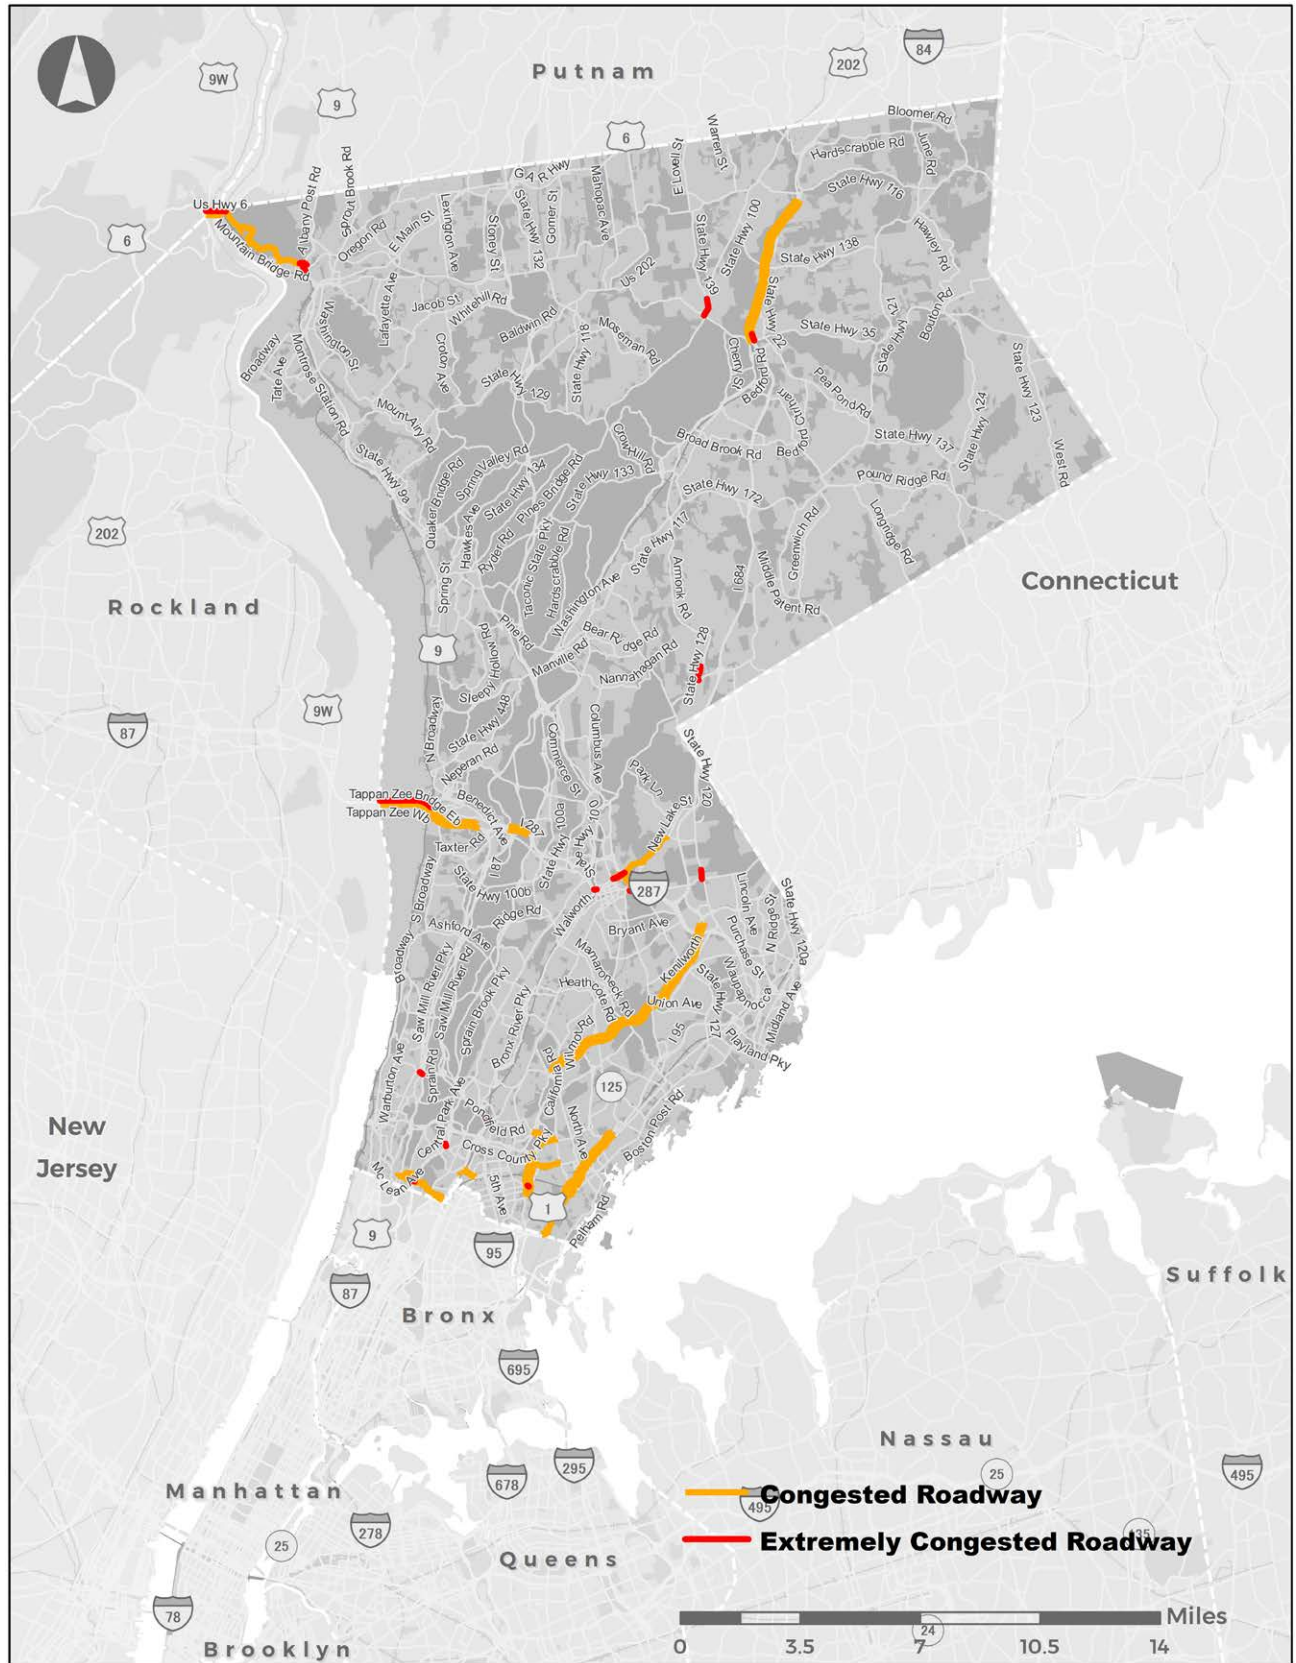 Putnam
84
202
9W
9
6
Bloomer Rd
Hardscrabble Rd
June Rd
Warren St
E Lovell St
G A R Hwy
Mahopac Ave
Gomer St
State Hwy 132
Stoney St
Lexington Ave
E. Main St
Oregon Rd
Sprout Brook Rd
Albany Post Rd
Us Hwy 6
6
Mountain Bridge Rd
State Hwy 116
State Hwy 100
State Hwy 138
Hawley Rd
State Hwy 139
Us 202
State Hwy 22
State Hwy 35
State Hwy 121
Bouton Rd
Jacob St
Whitehill Rd
Lafayette Ave
Washington St
Baldwin Rd
Moseman Rd
State Hwy 118
Croton Ave
State Hwy 129
Broadway
Tate Ave
Montrose Station Rd
Mount Airy Rd
State Hwy 9a
Cherry St
Bedford Rd
Pea Pond Rd
State Hwy 123
State Hwy 124
State Hwy 137
West Rd
Crow Hill Rd
Broad Brook Rd
Pound Ridge Rd
Longridge Rd
State Hwy 172
Greenwich Rd
Quaker Bridge Rd
Spring Valley Rd
State Hwy 134
Pines Bridge Rd
State Hwy 133
State Hwy 117
Hawkes Ave
Ryder Rd
Taconic State Pky
Hardscrabble Rd
Washington Ave
Armonk Rd
I 684
Middle Patent Rd
202
Rockland
Connecticut
Spring St
9
Pine Rd
Sleepy Hollow Rd
Manville Rd
Nannahagan Rd
State Hwy 128
9W
87
N Broadway
State Hwy 448
Neperan Rd
Commerce St
Columbus Ave
Park Ln
State Hwy 120
Tappan Zee Bridge Eb
Tappan Zee Wb
Benedict Ave
I 287
Taxter Rd
I 87
State Hwy 100a
New Lake St
State Hwy 100b
287
S Broadway
Ridge Rd
Walworth
Bryant Ave
Lincoln Ave
N Ridge St
State Hwy 120a
Purchase St
Ashford Ave
Broadway
Saw Mill River Pky
Saw Mill River Rd
Sprain Brook Pky
Bronx River Pky
Mamaroneck Rd
Heathcote Rd
Kenilworth
Union Ave
State Hwy 127
I 95
Midland Ave
Playland Pky
Wilmot Rd
Warburton Ave
Sprain Rd
Central Park Ave
California Rd
125
Pondfield Rd
Cross County Pky
North Ave
Boston Post Rd
Mc Lean Ave
5th Ave
1
Pelham Rd
New
Jersey
9
95
87
Bronx
695
Suffolk
Nassau
Manhattan
678
295
25
495
278
25
Queens
495
Congested Roadway
Extremely Congested Roadway
78
Brooklyn
24
Miles
0 3.5 7 10.5 14